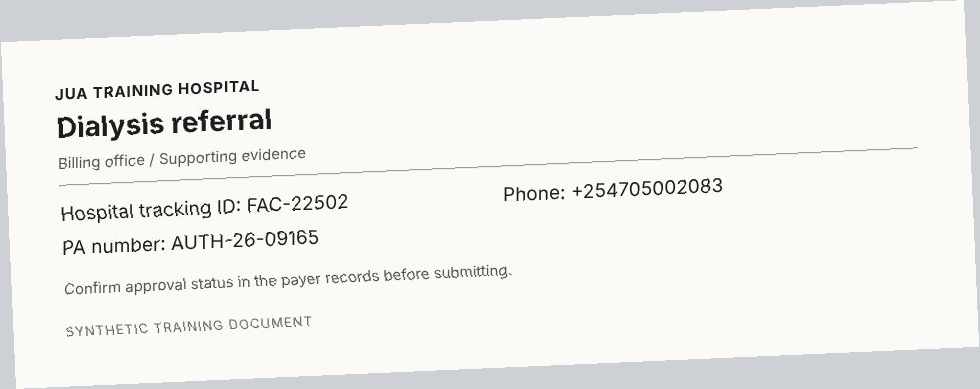 JUA TRAINING HOSPITAL
Dialysis referral
Billing office / Supporting evidence
Hospital tracking ID: FAC-22502
Phone: +254705002083
PA number: AUTH-26-09165
Confirm approval status in the payer records before submitting.
SYNTHETIC TRAINING DOCUMENT